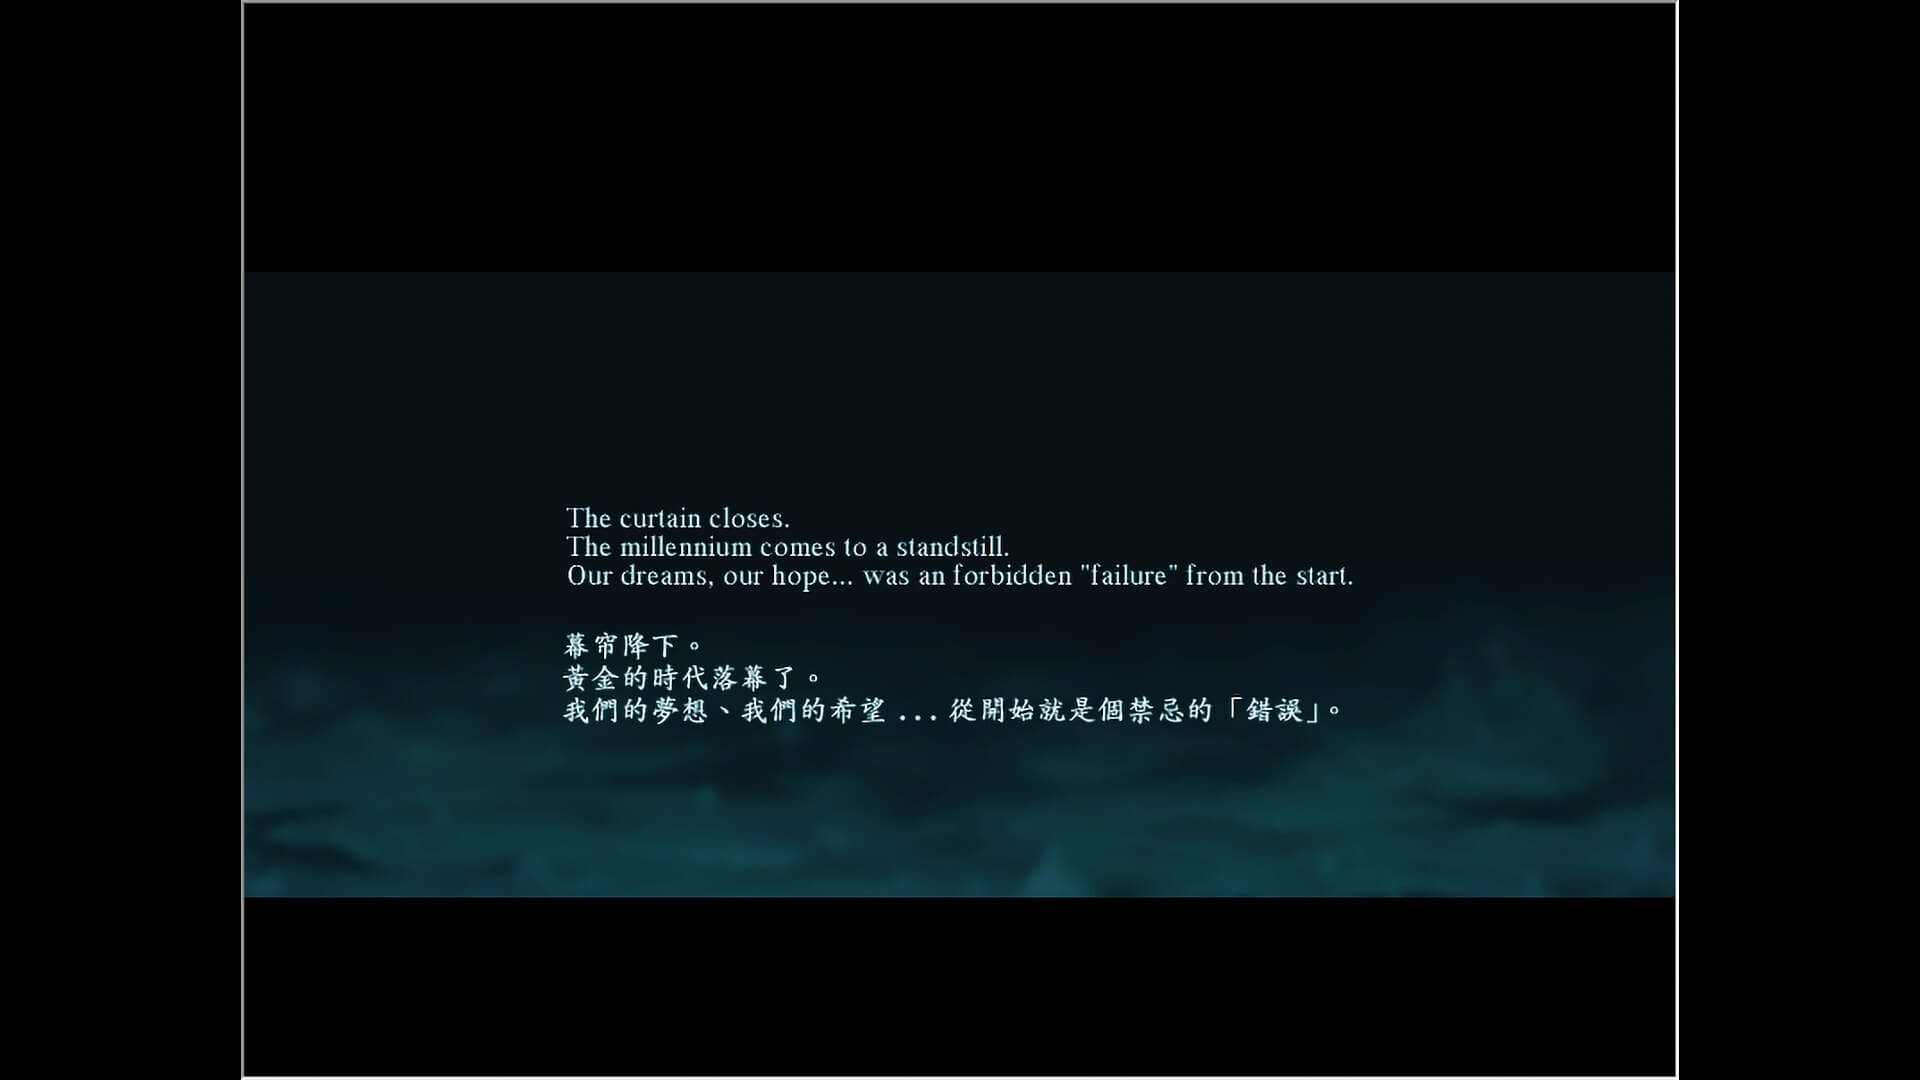 The curtain closes.
The millennium comes to a standstill.
Our dreams, our hope... was an forbidden "failure" from the start.
幕帘降下。
黃金的時代落幕了。
我們的夢想、我們的希望...從開始就是個禁忌的「錯誤」。